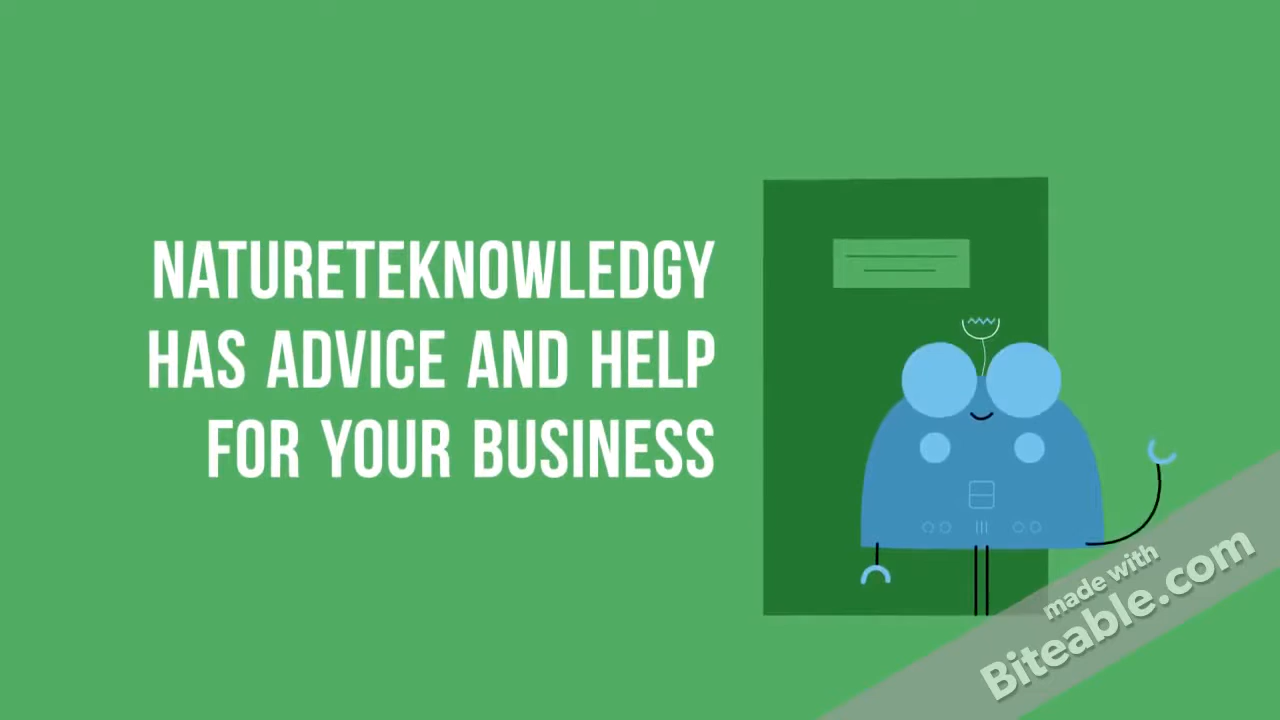 NATURETEKNOWLEDGY
HAS ADVICE AND HELP
FOR YOUR BUSINESS
made with
Biteable.com